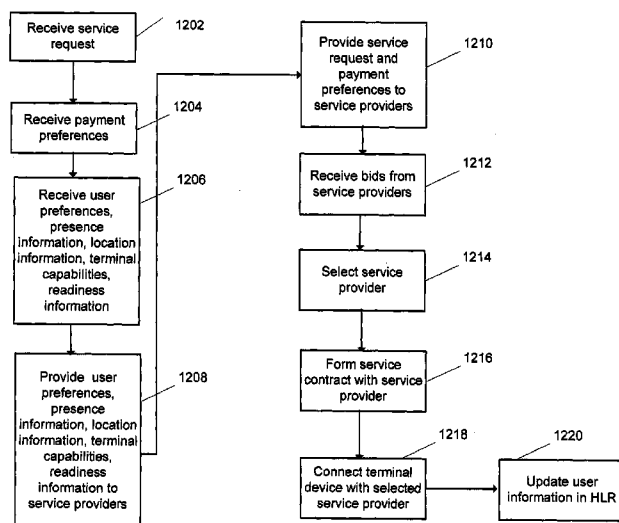 Receive service
request
1202
Receive payment
preferences
1204
Receive user
preferences,
presence
information, location
information, terminal
capabilities,
readiness
information
1206
Provide user
preferences,
presence
information, location
information, terminal
capabilities,
readiness
information to
service providers
1208
Provide service
request and
payment
preferences to
service providers
1210
Receive bids from
service providers
1212
Select service
provider
1214
Form service
contract with service
provider
1216
Connect terminal
device with selected
service provider
1218
Update user
information in HLR
1220